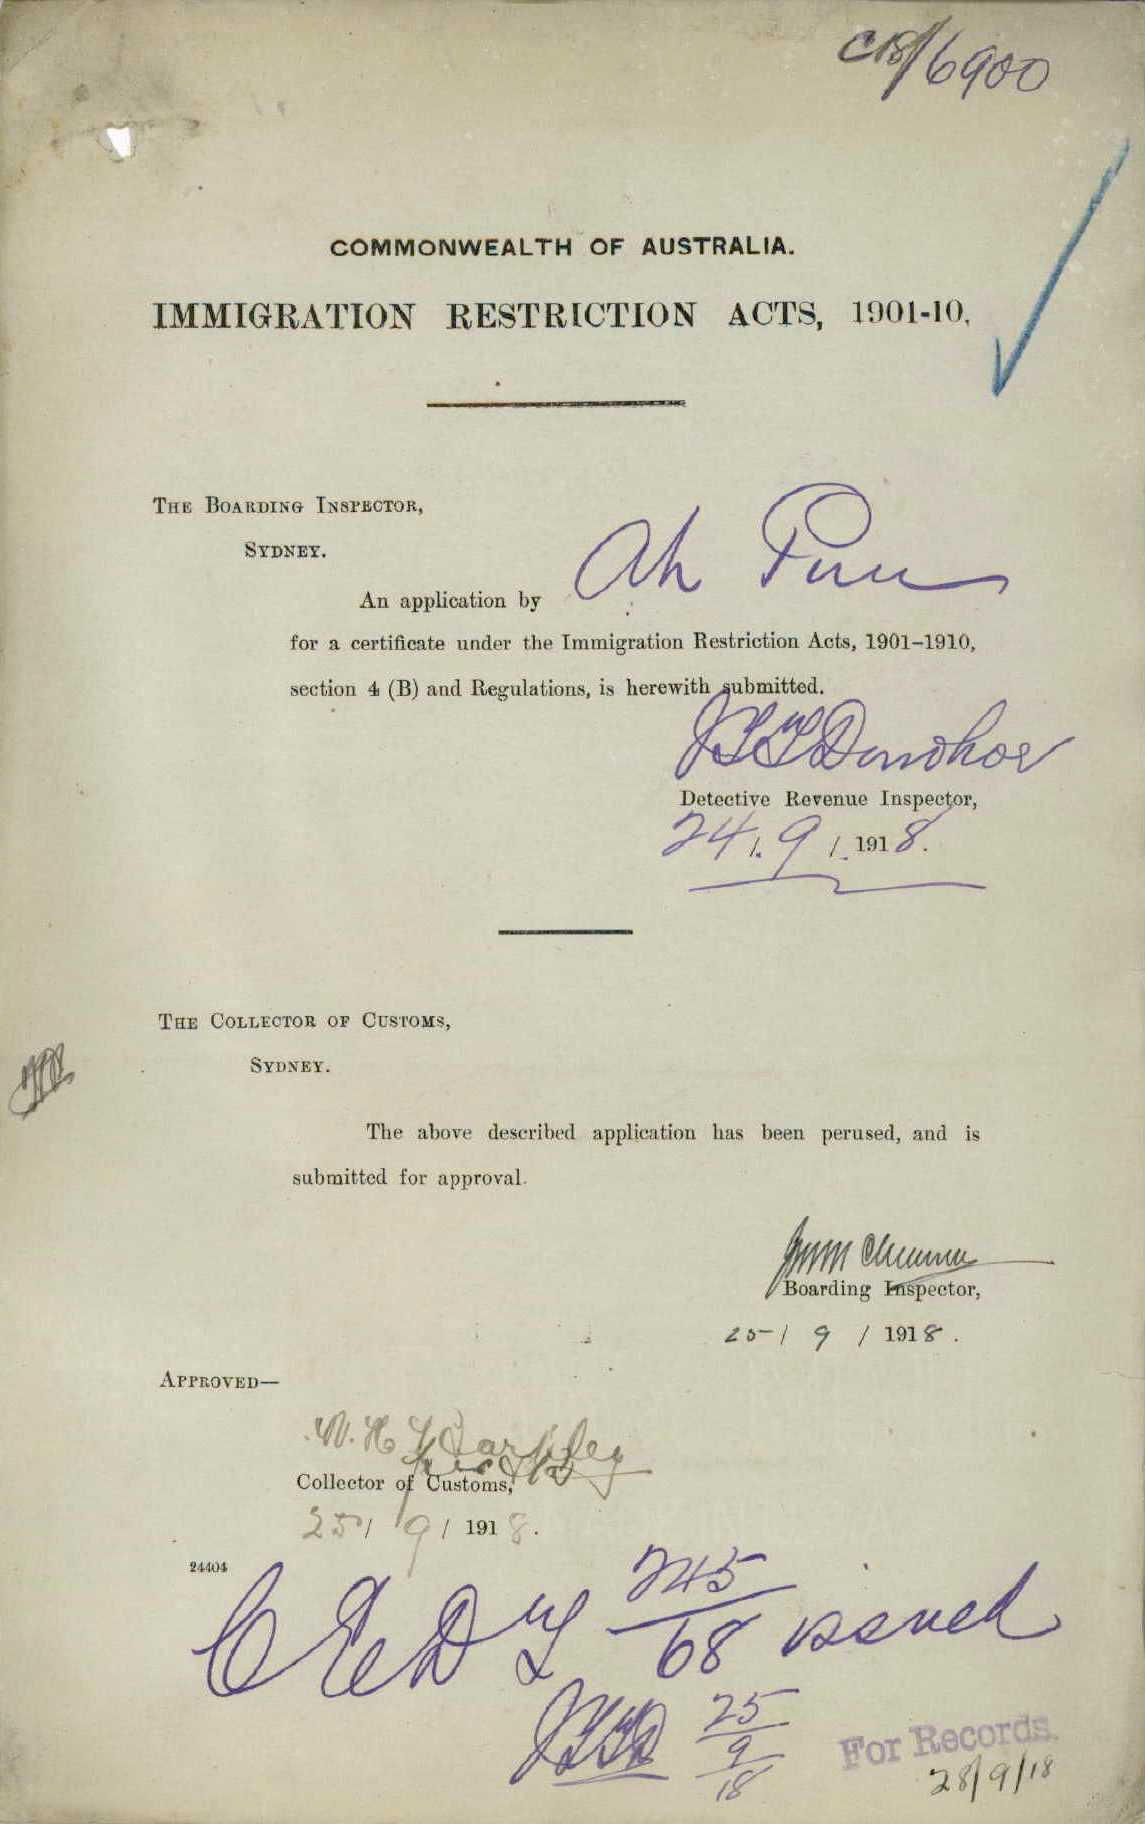 C18/6900
COMMONWEALTH OF AUSTRALIA.
IMMIGRATION RESTRICTION ACTS, 1901-10.
THE BOARDING INSPECTOR,
SYDNEY.
An application by Ah
for a certificate under the Immigration Restriction Acts, 1901–1910,
section 4 (B) and Regulations, is herewith submitted.
Donohoe
Detective Revenue Inspector,
24/9/1918.
THE COLLECTOR OF CUSTOMS,
SYDNEY.
The above described application has been perused, and is
submitted for approval.
Boarding Inspector,
25/9/1918.
APPROVED—
W. H. Barkley
Collector of Customs,
25/9/1918.
24404
C E D T 245/68 issued
25/9/18
For Records.
28/9/18